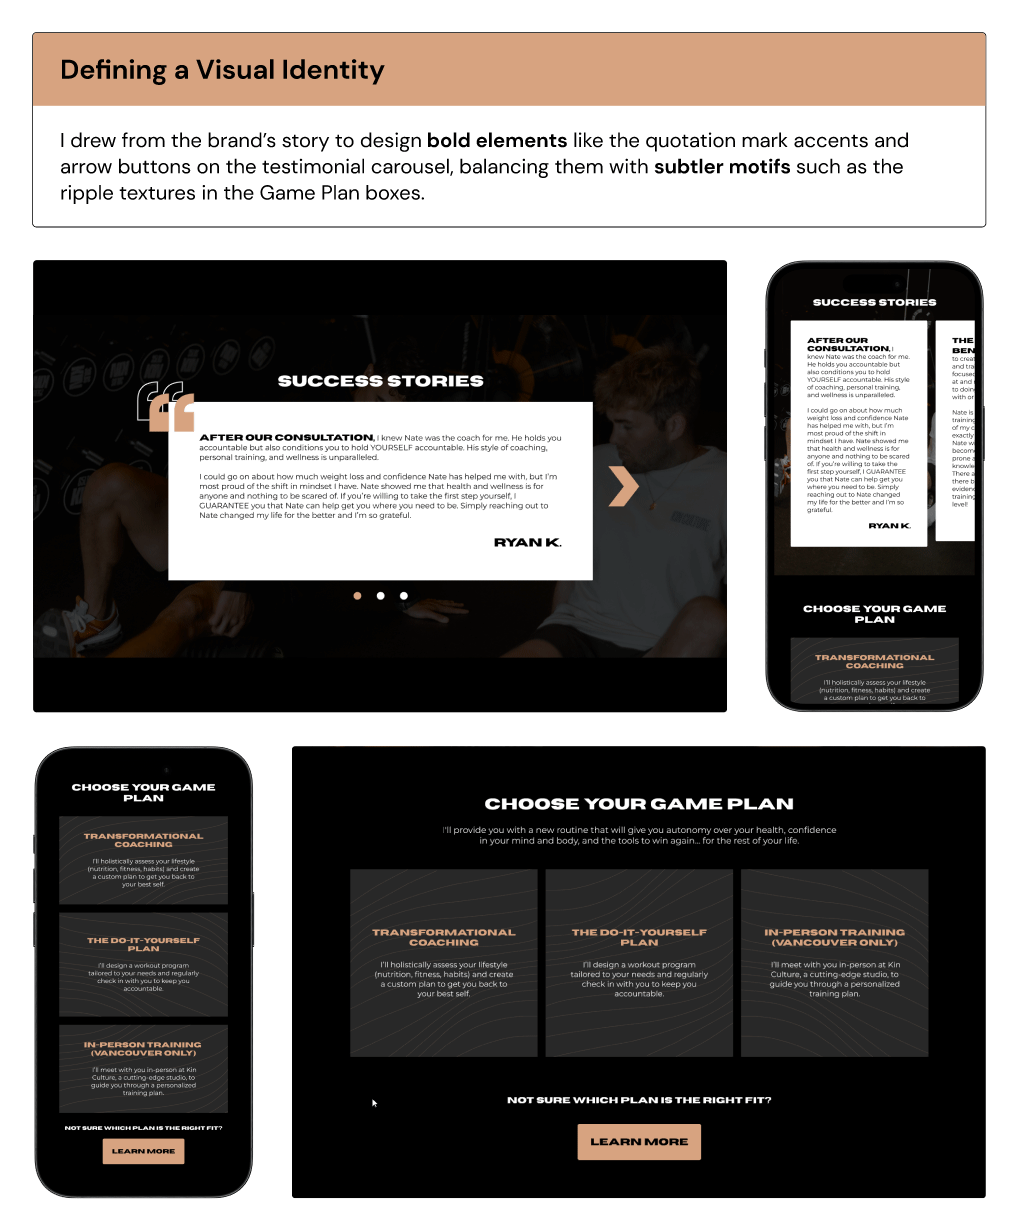 Defining a Visual Identity
I drew from the brand's story to design bold elements like the quotation mark accents and
arrow buttons on the testimonial carousel, balancing them with subtler motifs such as the
ripple textures in the Game Plan boxes.
SUCCESS STORIES
AFTER OUR CONSULTATION, I knew Nate was the coach for me. He holds you
accountable but also conditions you to hold YOURSELF accountable. His style of coaching,
personal training, and wellness is unparalleled.
I could go on about how much weight loss and confidence Nate has helped me with, but I'm
most proud of the shift in mindset I have. Nate showed me that health and wellness is for
anyone and nothing to be scared of. If you're willing to take the first step yourself, I
GUARANTEE you that Nate can help get you where you need to be. Simply reaching out to
Nate changed my life for the better and I'm so grateful.
RYAN K.
SUCCESS STORIES
AFTER OUR
CONSULTATION, I
knew Nate was the coach for me.
He holds you accountable but
also conditions you to hold
YOURSELF accountable. His style
of coaching, personal training,
and wellness is unparalleled.
I could go on about how much
weight loss and confidence Nate
has helped me with, but I'm
most proud of the shift in
mindset I have. Nate showed me
that health and wellness is for
anyone and nothing to be scared
of. If you're willing to take the
first step yourself, I GUARANTEE
you that Nate can help get you
where you need to be. Simply
reaching out to Nate changed
my life for the better and I'm so
grateful.
RYAN K.
THE
BEN
to creat
and tra
focused
at and
to doin
with or
Nate is
training
of my c
exactly
Nate w
becom
prone a
knowle
There a
there b
eviden
training
level!
CHOOSE YOUR GAME
PLAN
TRANSFORMATIONAL
COACHING
I'll holistically assess your lifestyle
(nutrition, fitness, habits) and create
a custom plan to get you back to
CHOOSE YOUR GAME
PLAN
TRANSFORMATIONAL
COACHING
I'll holistically assess your lifestyle
(nutrition, fitness, habits) and create
a custom plan to get you back to
your best self.
THE DO-IT-YOURSELF
PLAN
I'll design a workout program
tailored to your needs and regularly
check in with you to keep you
accountable.
IN-PERSON TRAINING
(VANCOUVER ONLY)
I'll meet with you in-person at Kin
Culture, a cutting-edge studio, to
guide you through a personalized
training plan.
NOT SURE WHICH PLAN IS THE RIGHT FIT?
LEARN MORE
CHOOSE YOUR GAME PLAN
I'll provide you with a new routine that will give you autonomy over your health, confidence
in your mind and body, and the tools to win again... for the rest of your life.
TRANSFORMATIONAL
COACHING
I'll holistically assess your lifestyle
(nutrition, fitness, habits) and create
a custom plan to get you back to
your best self.
THE DO-IT-YOURSELF
PLAN
I'll design a workout program
tailored to your needs and regularly
check in with you to keep you
accountable.
IN-PERSON TRAINING
(VANCOUVER ONLY)
I'll meet with you in-person at Kin
Culture, a cutting-edge studio, to
guide you through a personalized
training plan.
NOT SURE WHICH PLAN IS THE RIGHT FIT?
LEARN MORE